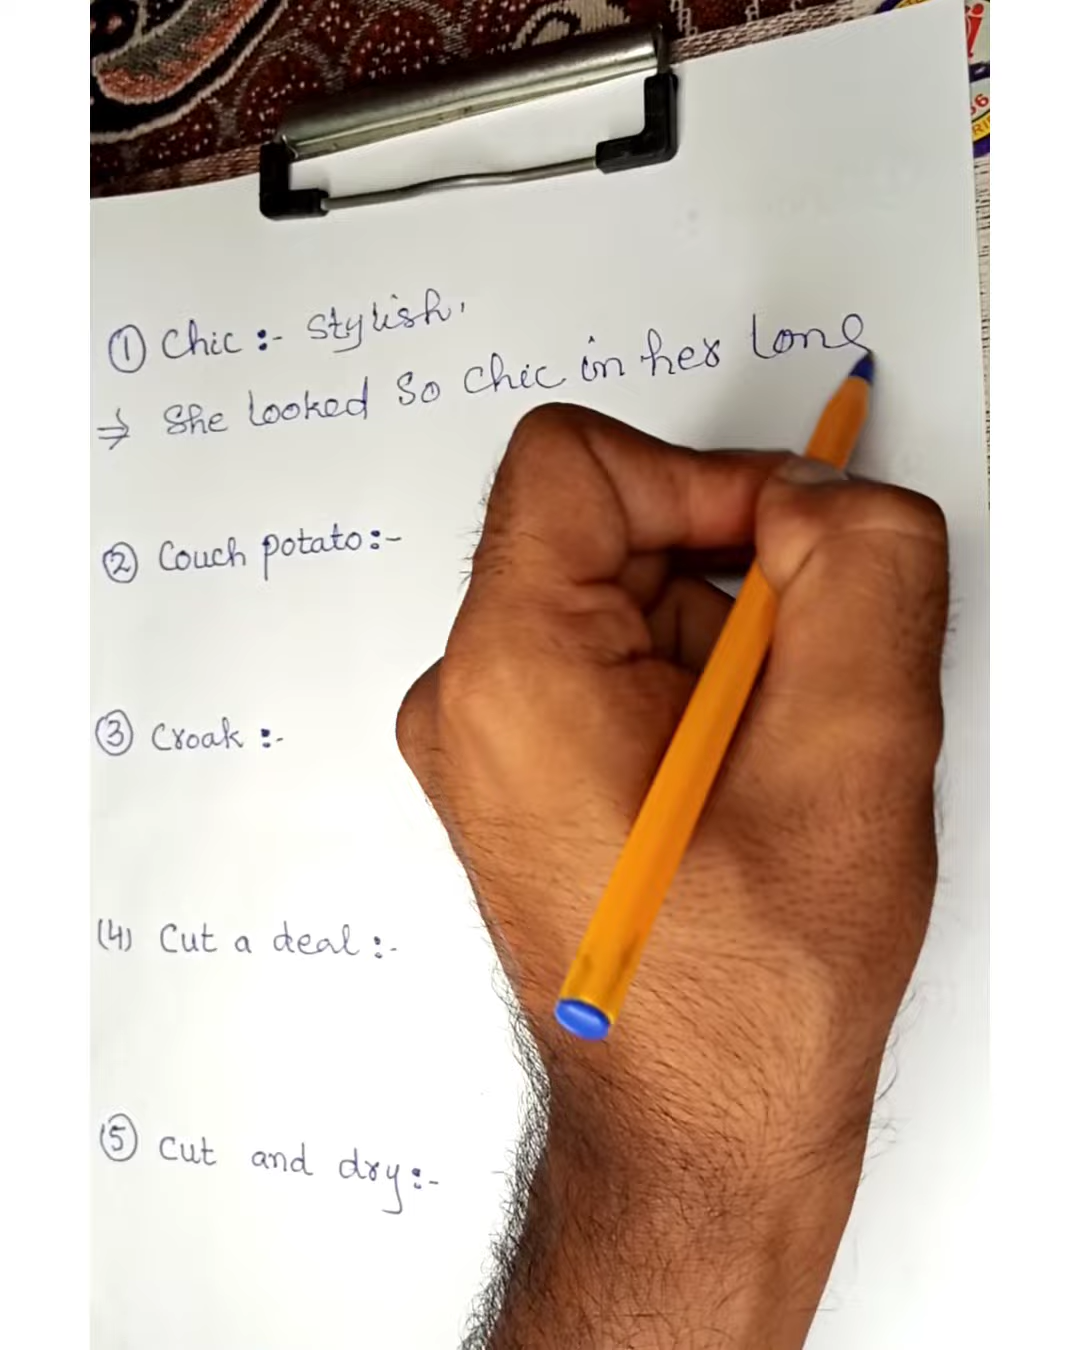 ① Chic :- Stylish.
⇒ She looked So Chic in her lone
② Couch potato :-
③ Croak :-
(4) Cut a deal :-
⑤ Cut and dry :-